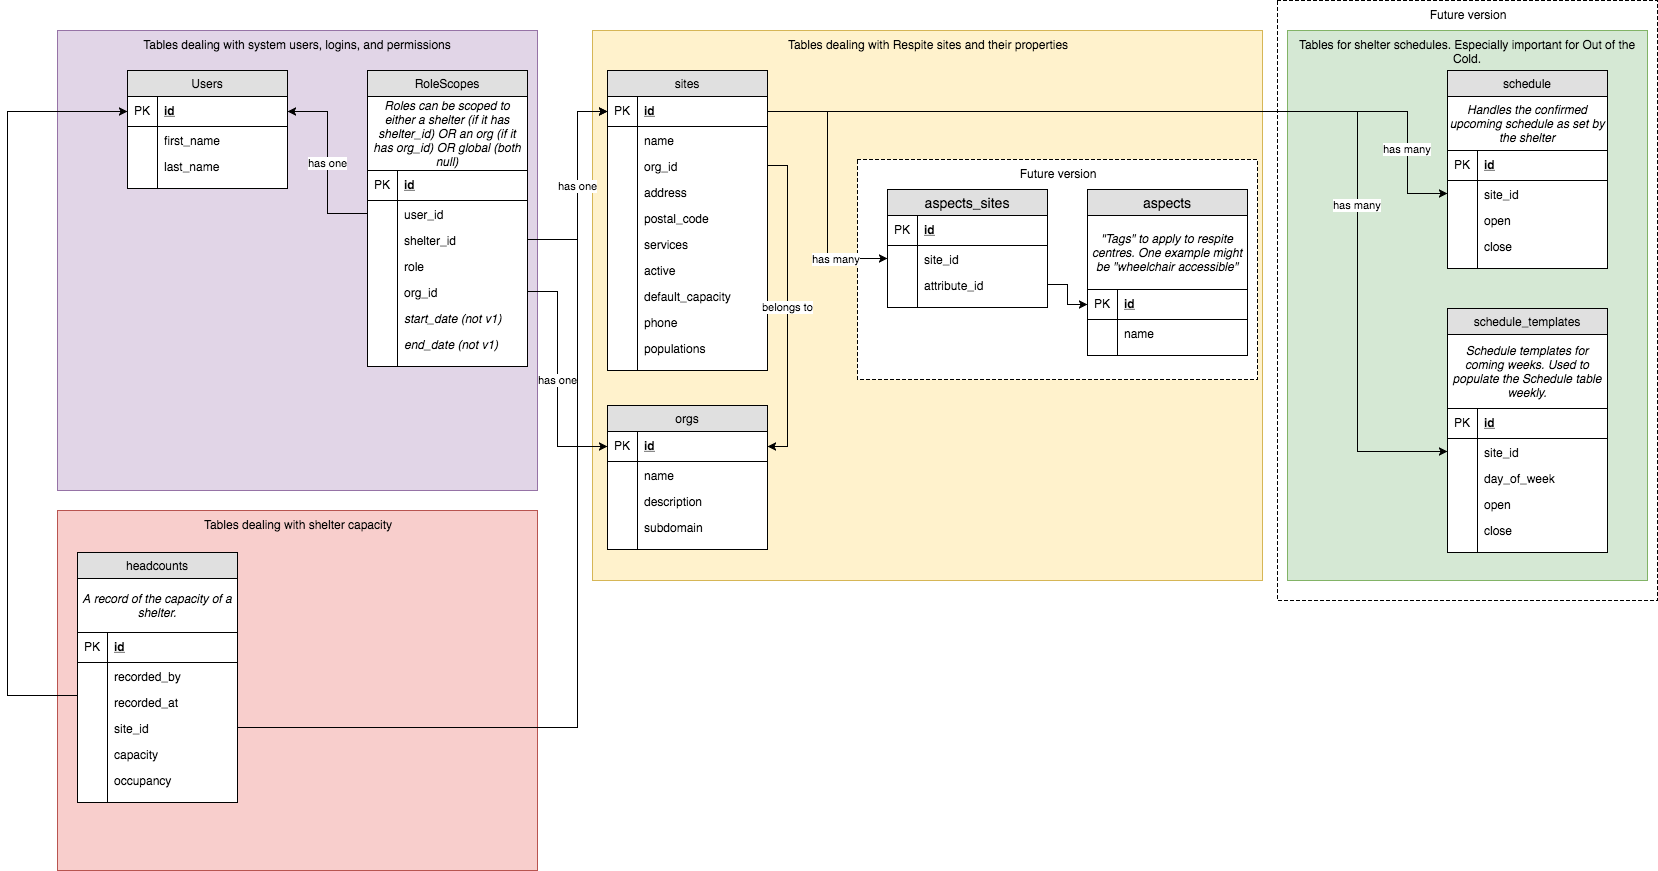 Tables dealing with system users, logins, and permissions
Users
PK
id
first_name
last_name
has one
RoleScopes
Roles can be scoped to
either a shelter (if it has
shelter_id) OR an org (if it
has org_id) OR global (both
null)
PK
id
user_id
shelter_id
role
org_id
start_date (not v1)
end_date (not v1)
has one
has one
Tables dealing with shelter capacity
headcounts
A record of the capacity of a
shelter.
PK
id
recorded_by
recorded_at
site_id
capacity
occupancy
Tables dealing with Respite sites and their properties
sites
PK
id
name
org_id
address
postal_code
services
active
default_capacity
phone
populations
belongs to
has many
orgs
PK
id
name
description
subdomain
Future version
aspects_sites
PK
id
site_id
attribute_id
aspects
"Tags" to apply to respite
centres. One example might
be "wheelchair accessible"
PK
id
name
Future version
Tables for shelter schedules. Especially important for Out of the
Cold.
has many
has many
schedule
Handles the confirmed
upcoming schedule as set by
the shelter
PK
id
site_id
open
close
schedule_templates
Schedule templates for
coming weeks. Used to
populate the Schedule table
weekly.
PK
id
site_id
day_of_week
open
close